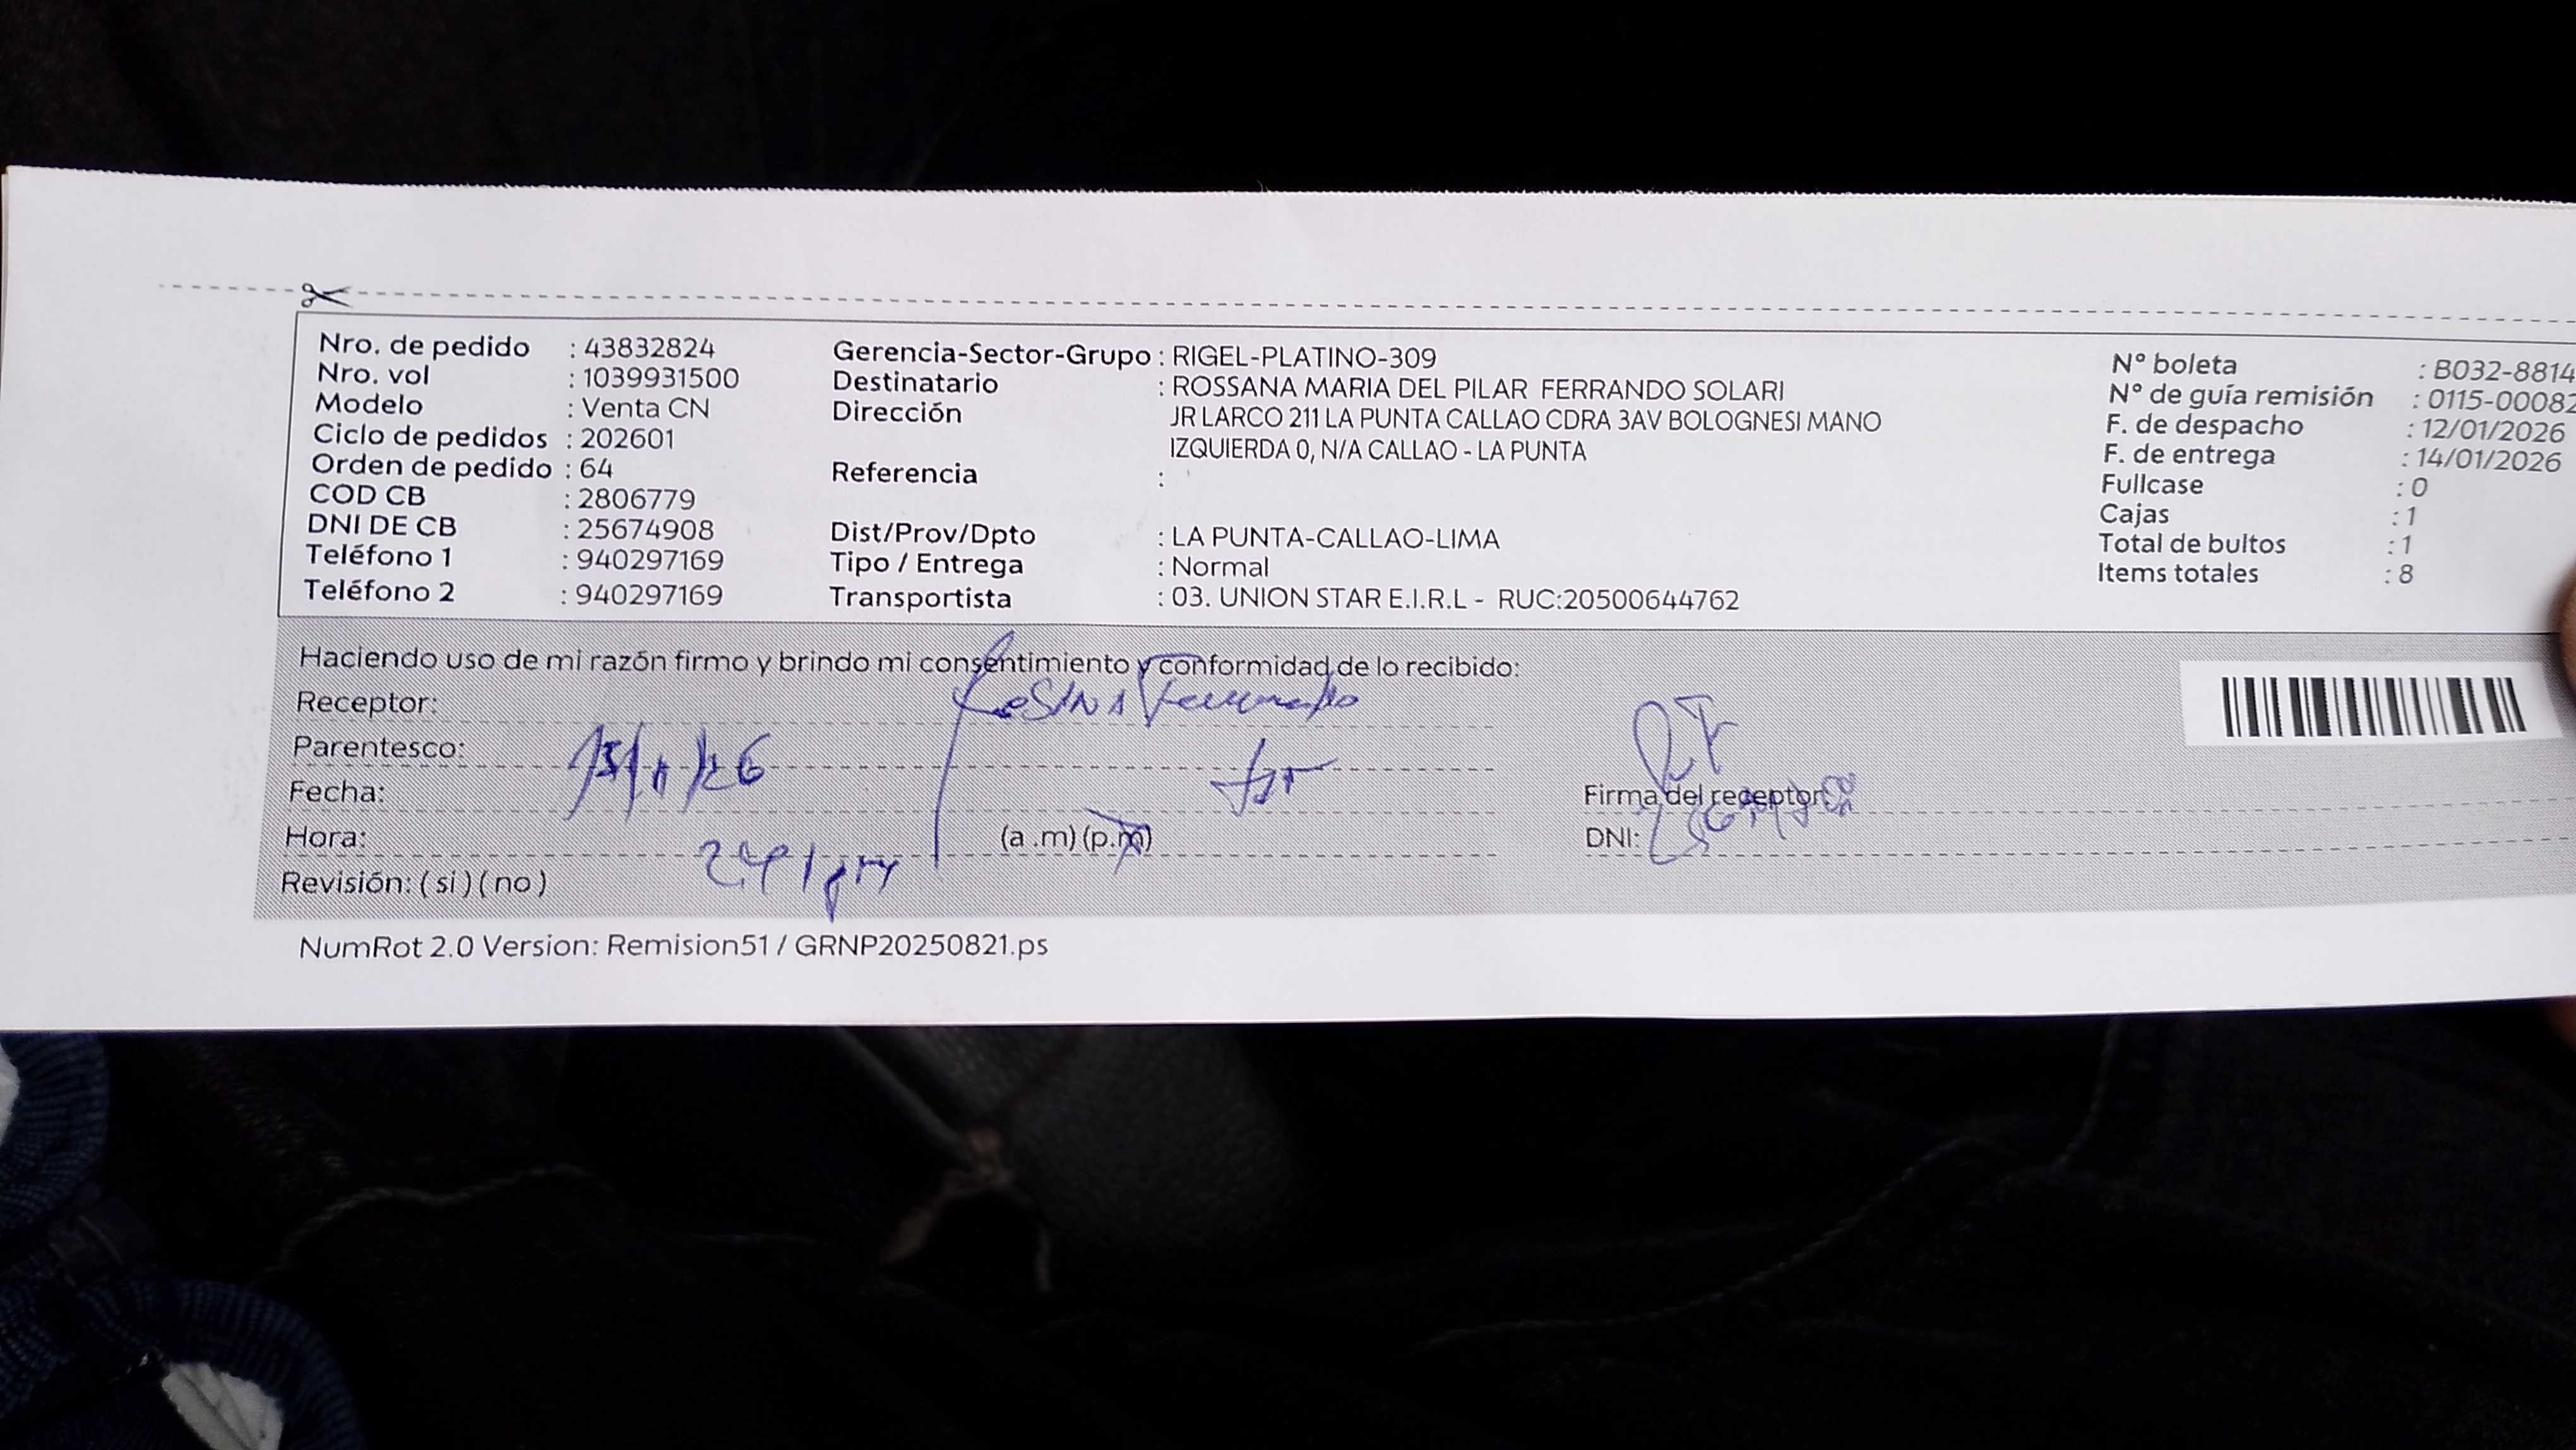 Nro. de pedido : 43832824
Nro. vol : 1039931500
Modelo : Venta CN
Ciclo de pedidos : 202601
Orden de pedido : 64
COD CB : 2806779
DNI DE CB : 25674908
Teléfono 1 : 940297169
Teléfono 2 : 940297169
Gerencia-Sector-Grupo : RIGEL-PLATINO-309
Destinatario : ROSSANA MARIA DEL PILAR FERRANDO SOLARI
Dirección JR LARCO 211 LA PUNTA CALLAO CDRA 3AV BOLOGNESI MANO
IZQUIERDA 0, N/A CALLAO - LA PUNTA
Referencia :
Dist/Prov/Dpto : LA PUNTA-CALLAO-LIMA
Tipo / Entrega : Normal
Transportista : 03. UNION STAR E.I.R.L - RUC:20500644762
N° boleta : B032-8814
N° de guía remisión : 0115-00082
F. de despacho : 12/01/2026
F. de entrega : 14/01/2026
Fullcase : 0
Cajas : 1
Total de bultos : 1
Items totales : 8
Haciendo uso de mi razón firmo y brindo mi consentimiento y conformidad de lo recibido:
Receptor:
Parentesco:
Fecha:
Hora: (a .m) (p.m)
Revisión: ( si ) ( no )
Firma del receptor:
DNI:
NumRot 2.0 Version: Remision51 / GRNP20250821.ps